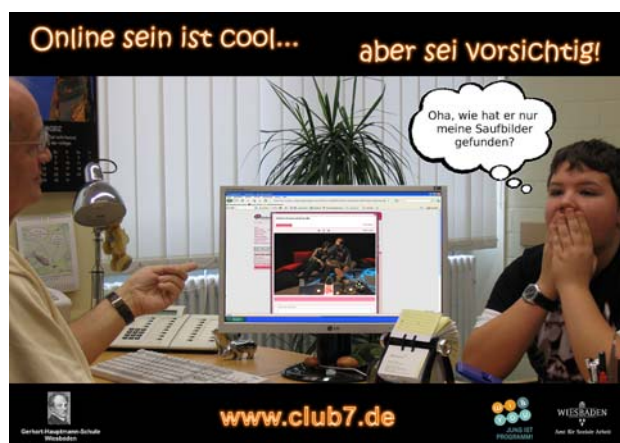 Online sein ist cool...
aber sei vorsichtig!
Oha, wie hat er nur
meine Saufbilder
gefunden?
www.club7.de
Gerhart-Hauptmann-Schule
Wiesbaden
JUNG IST
PROGRAMM!
WIESBADEN
Amt für Soziale Arbeit